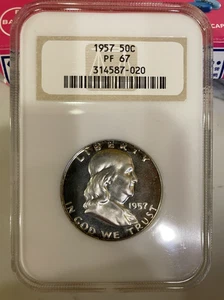 1957 50C
PF 67
314587-020
LIBERTY
1957
IN GOD WE TRUST